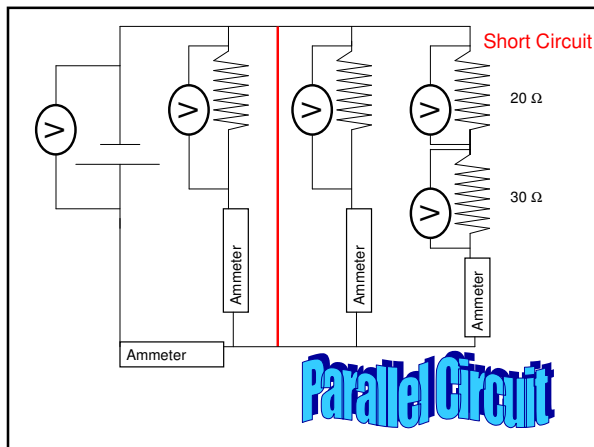 Short Circuit
V
V
V
V
20 Ω
V
30 Ω
Ammeter
Ammeter
Ammeter
Ammeter
Parallel Circuit